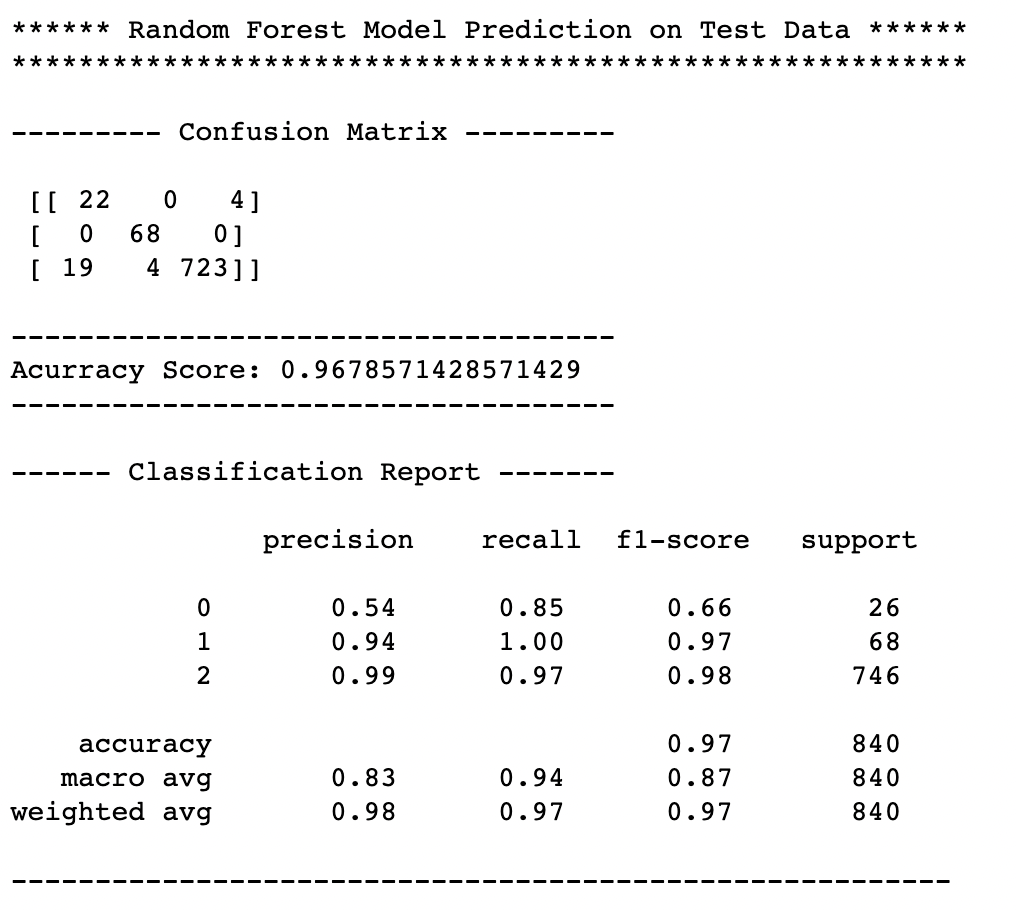 ****** Random Forest Model Prediction on Test Data ******
*********************************************************
--------- Confusion Matrix ---------
[[ 22   0   4]
[  0  68   0]
[ 19   4 723]]
------------------------------------
Acurracy Score: 0.9678571428571429
------------------------------------
------ Classification Report -------
precision    recall  f1-score   support
0       0.54      0.85      0.66        26
1       0.94      1.00      0.97        68
2       0.99      0.97      0.98       746
accuracy                           0.97       840
macro avg       0.83      0.94      0.87       840
weighted avg       0.98      0.97      0.97       840
--------------------------------------------------------